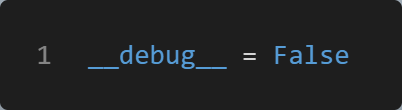 1 __debug__ = False